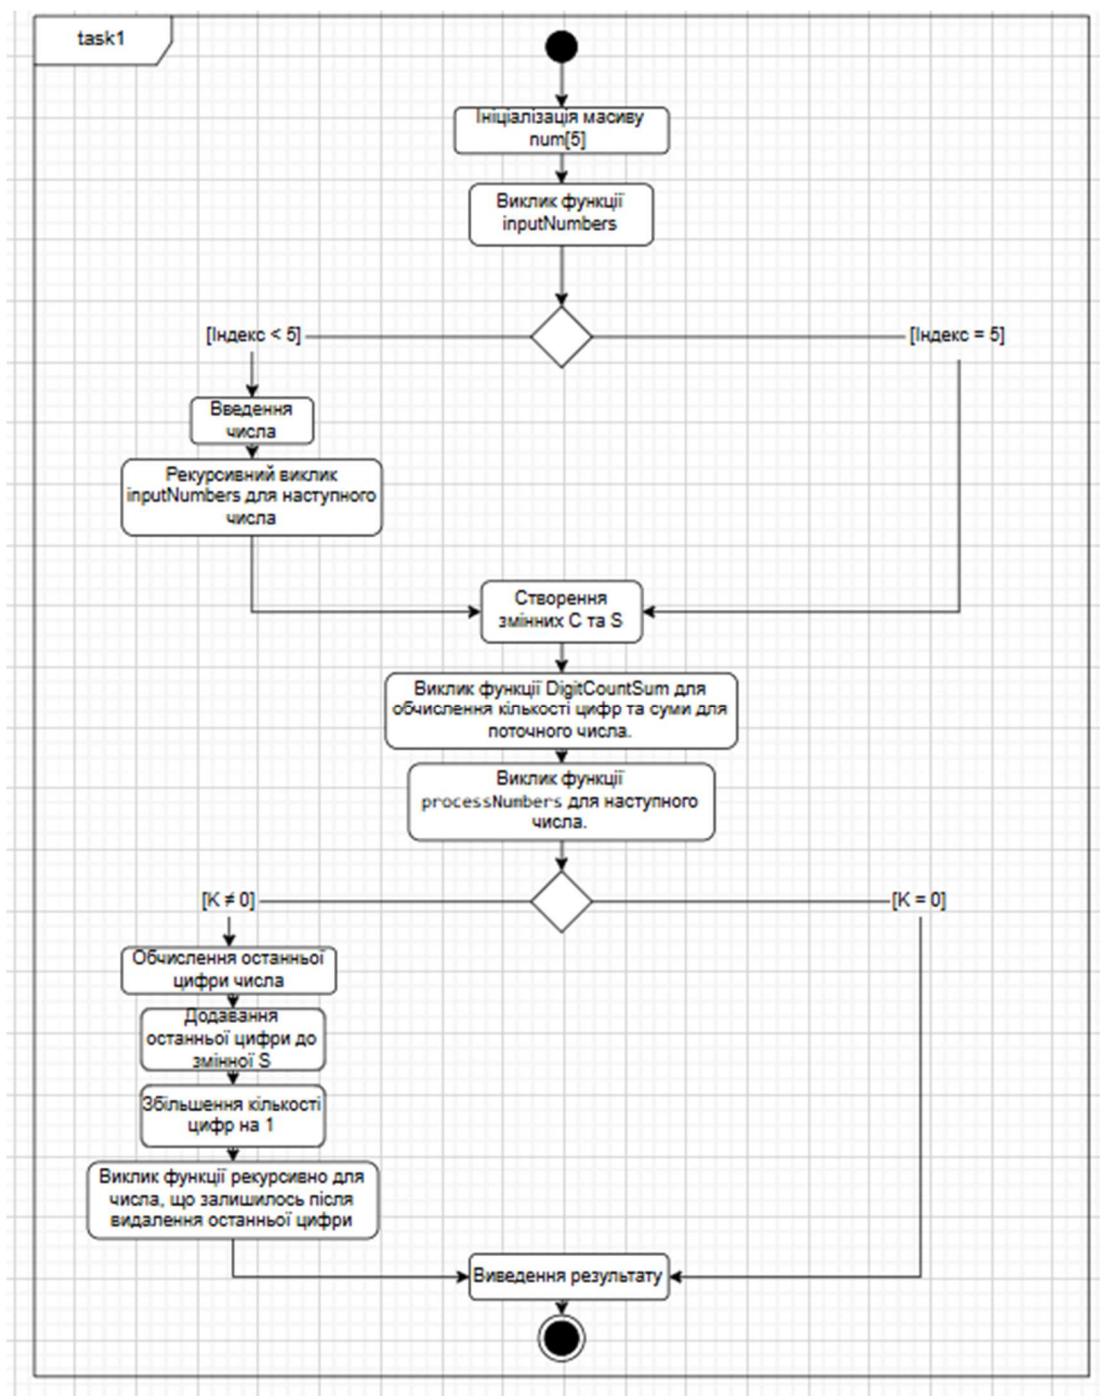 task1
Ініціалізація масиву
num[5]
Виклик функції
inputNumbers
[Індекс < 5]
[Індекс = 5]
Введення
числа
Рекурсивний виклик
inputNumbers для наступного
числа
Створення
змінних C та S
Виклик функції DigitCountSum для
обчислення кількості цифр та суми для
поточного числа.
Виклик функції
processNumbers для наступного
числа.
[K ≠ 0]
[K = 0]
Обчислення останньої
цифри числа
Додавання
останньої цифри до
змінної S
Збільшення кількості
цифр на 1
Виклик функції рекурсивно для
числа, що залишилось після
видалення останньої цифри
Виведення результату